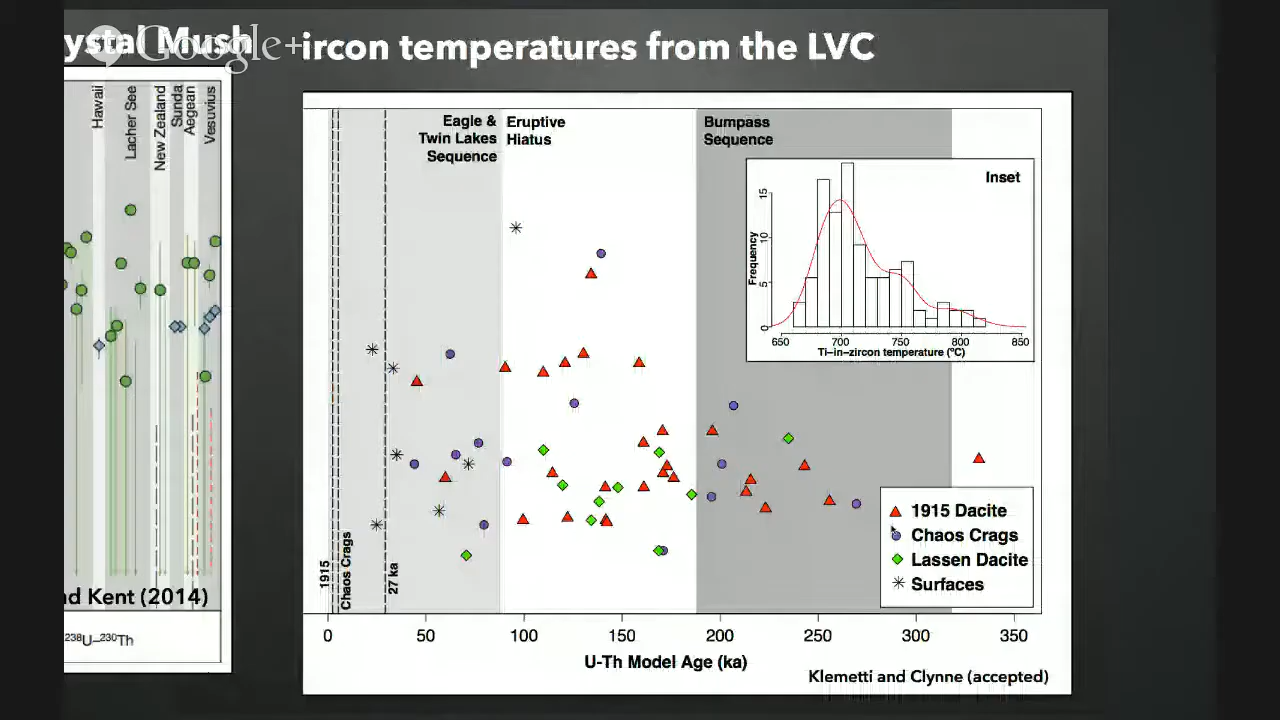 ystal Mush
Google+
ircon temperatures from the LVC
Hawaii
Lacher See
New Zealand
Sunda
Aegean
Vesuvius
nd Kent (2014)
238U–230Th
Eagle &
Twin Lakes
Sequence
Eruptive
Hiatus
Bumpass
Sequence
Inset
Frequency
15
10
5
0
650 700 750 800 850
Ti–in–zircon temperature (°C)
1915
Chaos Crags
27 ka
1915 Dacite
Chaos Crags
Lassen Dacite
Surfaces
0 50 100 150 200 250 300 350
U-Th Model Age (ka)
Klemetti and Clynne (accepted)